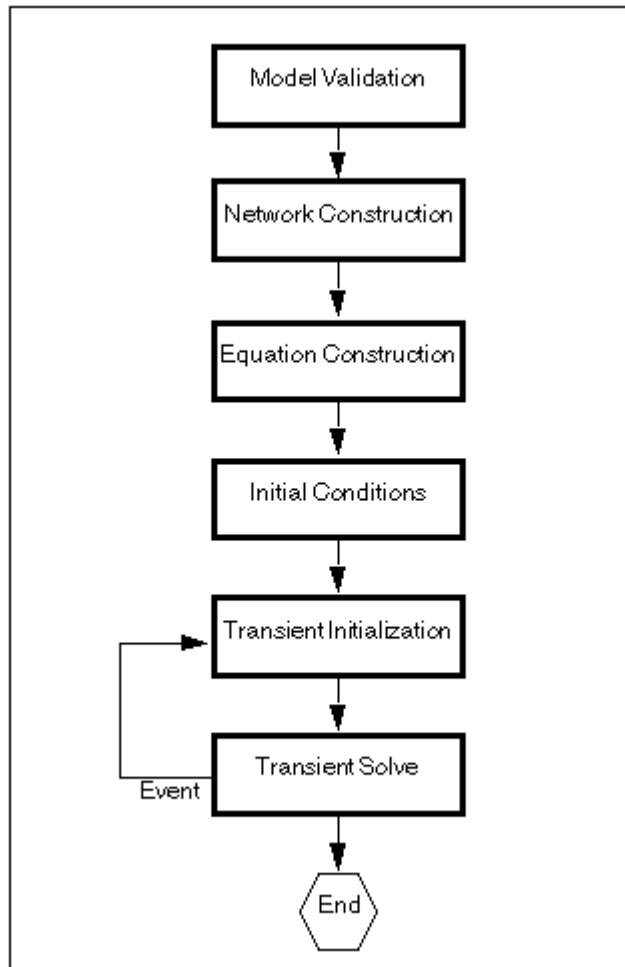 Model Validation
Network Construction
Equation Construction
Initial Conditions
Transient Initialization
Transient Solve
Event
End